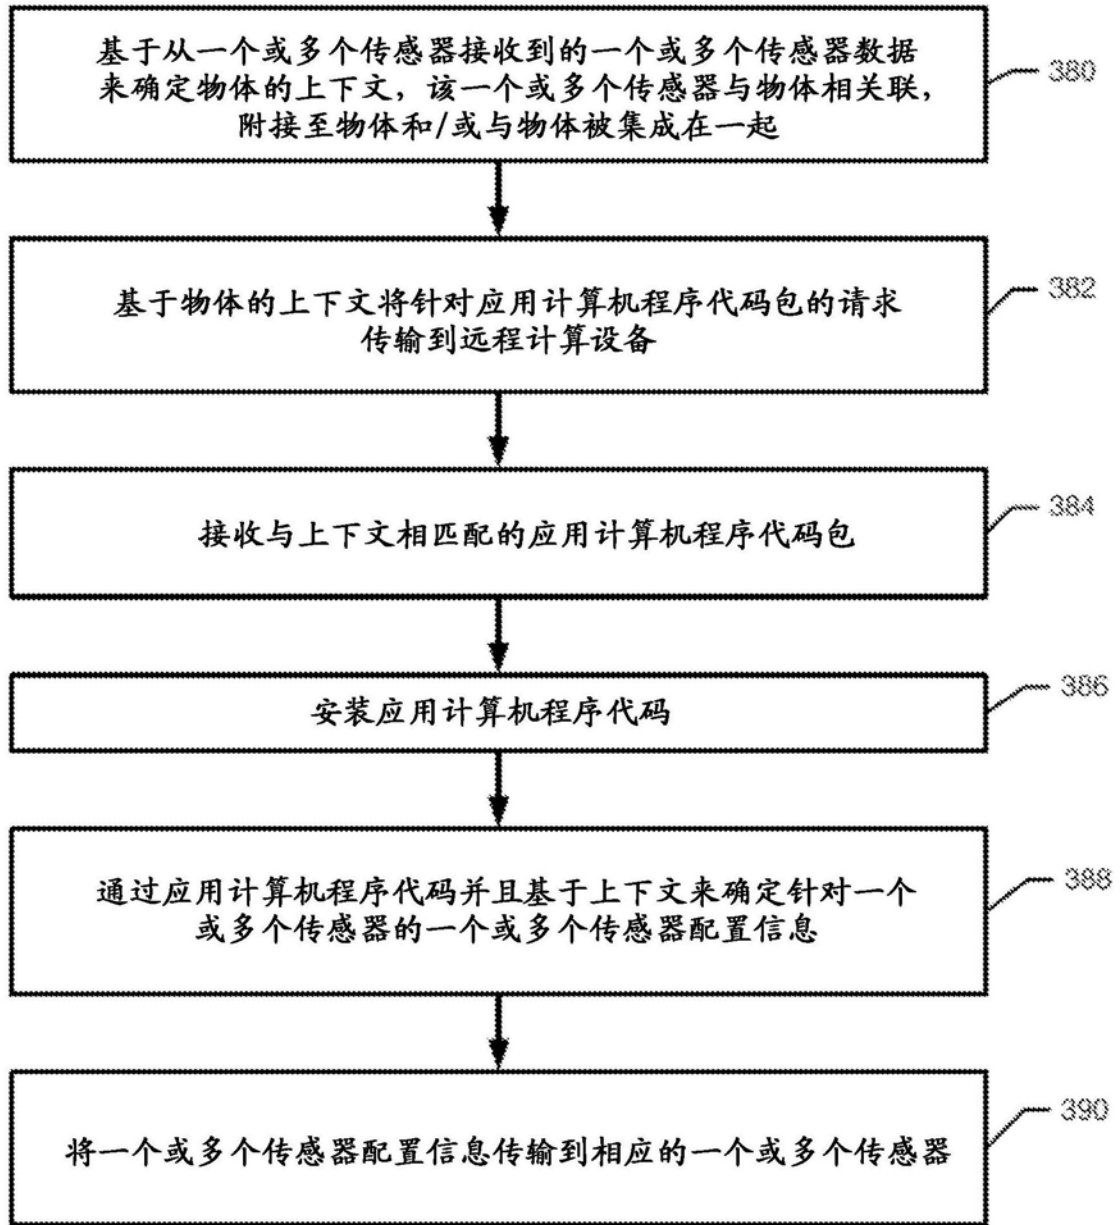 基于从一个或多个传感器接收到的一个或多个传感器数据
来确定物体的上下文，该一个或多个传感器与物体相关联，
附接至物体和/或与物体被集成在一起
380
基于物体的上下文将针对应用计算机程序代码包的请求
传输到远程计算设备
382
接收与上下文相匹配的应用计算机程序代码包
384
安装应用计算机程序代码
386
通过应用计算机程序代码并且基于上下文来确定针对一个
或多个传感器的一个或多个传感器配置信息
388
将一个或多个传感器配置信息传输到相应的一个或多个传感器
390